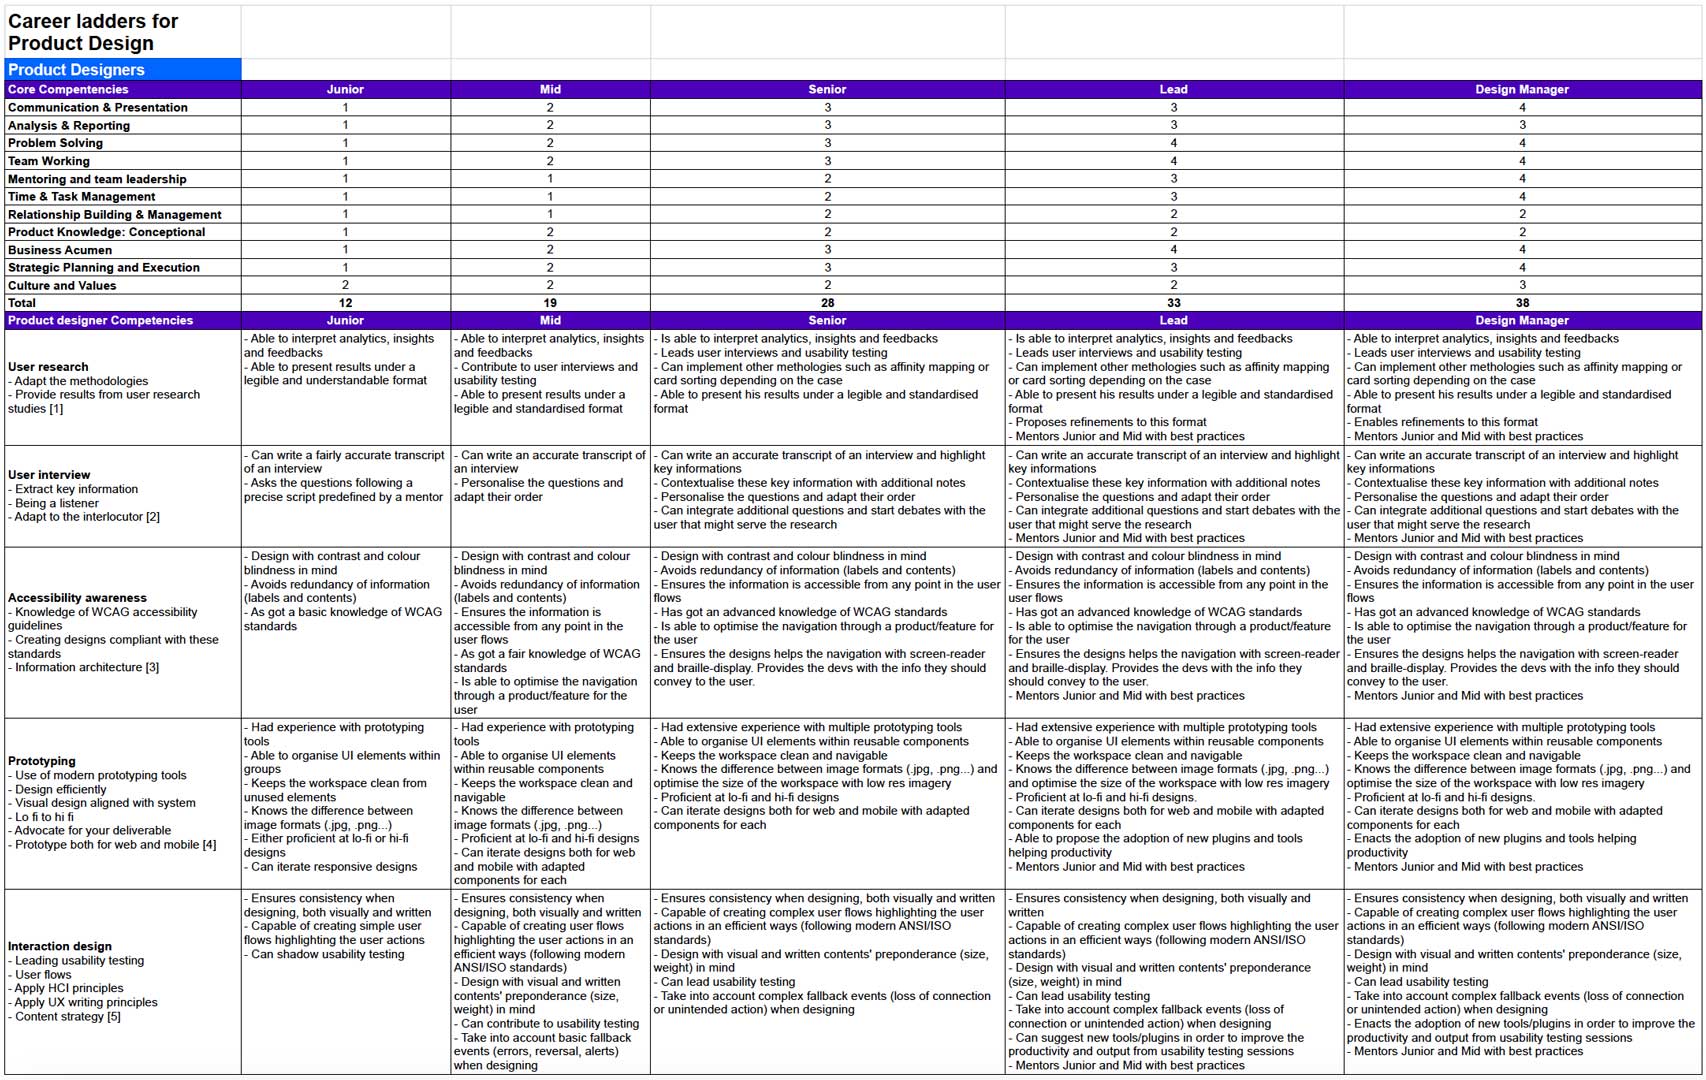 Career ladders for
Product Design
Product Designers
Core Compentencies Junior Mid Senior Lead Design Manager
Communication & Presentation 1 2 3 3 4
Analysis & Reporting 1 2 3 3 3
Problem Solving 1 2 3 4 4
Team Working 1 2 3 4 4
Mentoring and team leadership 1 1 2 3 4
Time & Task Management 1 1 2 3 4
Relationship Building & Management 1 1 2 2 2
Product Knowledge: Conceptional 1 2 2 2 2
Business Acumen 1 2 3 4 4
Strategic Planning and Execution 1 2 3 3 4
Culture and Values 2 2 2 2 3
Total 12 19 28 33 38
Product designer Competencies Junior Mid Senior Lead Design Manager
User research
- Adapt the methodologies
- Provide results from user research
studies [1]
- Able to interpret analytics, insights
and feedbacks
- Able to present results under a
legible and understandable format
- Able to interpret analytics, insights
and feedbacks
- Contribute to user interviews and
usability testing
- Able to present results under a
legible and standardised format
- Is able to interpret analytics, insights and feedbacks
- Leads user interviews and usability testing
- Can implement other methologies such as affinity mapping or
card sorting depending on the case
- Able to present his results under a legible and standardised
format
- Is able to interpret analytics, insights and feedbacks
- Leads user interviews and usability testing
- Can implement other methologies such as affinity mapping
or card sorting depending on the case
- Able to present his results under a legible and standardised
format
- Proposes refinements to this format
- Mentors Junior and Mid with best practices
- Able to interpret analytics, insights and feedbacks
- Leads user interviews and usability testing
- Can implement other methologies such as affinity mapping or
card sorting depending on the case
- Able to present his results under a legible and standardised
format
- Enables refinements to this format
- Mentors Junior and Mid with best practices
User interview
- Extract key information
- Being a listener
- Adapt to the interlocutor [2]
- Can write a fairly accurate transcript
of an interview
- Asks the questions following a
precise script predefined by a mentor
- Can write an accurate transcript of
an interview
- Personalise the questions and
adapt their order
- Can write an accurate transcript of an interview and highlight
key informations
- Contextualise these key information with additional notes
- Personalise the questions and adapt their order
- Can integrate additional questions and start debates with the
user that might serve the research
- Can write an accurate transcript of an interview and highlight
key informations
- Contextualise these key information with additional notes
- Personalise the questions and adapt their order
- Can integrate additional questions and start debates with the
user that might serve the research
- Mentors Junior and Mid with best practices
- Can write an accurate transcript of an interview and highlight
key informations
- Contextualise these key information with additional notes
- Personalise the questions and adapt their order
- Can integrate additional questions and start debates with the
user that might serve the research
- Mentors Junior and Mid with best practices
Accessibility awareness
- Knowledge of WCAG accessibility
guidelines
- Creating designs compliant with these
standards
- Information architecture [3]
- Design with contrast and colour
blindness in mind
- Avoids redundancy of information
(labels and contents)
- As got a basic knowledge of WCAG
standards
- Design with contrast and colour
blindness in mind
- Avoids redundancy of information
(labels and contents)
- Ensures the information is
accessible from any point in the
user flows
- As got a fair knowledge of WCAG
standards
- Is able to optimise the navigation
through a product/feature for the
user
- Design with contrast and colour blindness in mind
- Avoids redundancy of information (labels and contents)
- Ensures the information is accessible from any point in the user
flows
- Has got an advanced knowledge of WCAG standards
- Is able to optimise the navigation through a product/feature for
the user
- Ensures the designs helps the navigation with screen-reader
and braille-display. Provides the devs with the info they should
convey to the user.
- Design with contrast and colour blindness in mind
- Avoids redundancy of information (labels and contents)
- Ensures the information is accessible from any point in the
user flows
- Has got an advanced knowledge of WCAG standards
- Is able to optimise the navigation through a product/feature
for the user
- Ensures the designs helps the navigation with screen-reader
and braille-display. Provides the devs with the info they
should convey to the user.
- Mentors Junior and Mid with best practices
- Design with contrast and colour blindness in mind
- Avoids redundancy of information (labels and contents)
- Ensures the information is accessible from any point in the user
flows
- Has got an advanced knowledge of WCAG standards
- Is able to optimise the navigation through a product/feature for
the user
- Ensures the designs helps the navigation with screen-reader
and braille-display. Provides the devs with the info they should
convey to the user.
- Mentors Junior and Mid with best practices
Prototyping
- Use of modern prototyping tools
- Design efficiently
- Visual design aligned with system
- Lo fi to hi fi
- Advocate for your deliverable
- Prototype both for web and mobile [4]
- Had experience with prototyping
tools
- Able to organise UI elements within
groups
- Keeps the workspace clean from
unused elements
- Knows the difference between
image formats (.jpg, .png...)
- Either proficient at lo-fi or hi-fi
designs
- Can iterate responsive designs
- Had experience with prototyping
tools
- Able to organise UI elements
within reusable components
- Keeps the workspace clean and
navigable
- Knows the difference between
image formats (.jpg, .png...)
- Proficient at lo-fi and hi-fi designs
- Can iterate designs both for web
and mobile with adapted
components for each
- Had extensive experience with multiple prototyping tools
- Able to organise UI elements within reusable components
- Keeps the workspace clean and navigable
- Knows the difference between image formats (.jpg, .png...) and
optimise the size of the workspace with low res imagery
- Proficient at lo-fi and hi-fi designs
- Can iterate designs both for web and mobile with adapted
components for each
- Had extensive experience with multiple prototyping tools
- Able to organise UI elements within reusable components
- Keeps the workspace clean and navigable
- Knows the difference between image formats (.jpg, .png...)
and optimise the size of the workspace with low res imagery
- Proficient at lo-fi and hi-fi designs.
- Can iterate designs both for web and mobile with adapted
components for each
- Able to propose the adoption of new plugins and tools
helping productivity
- Mentors Junior and Mid with best practices
- Had extensive experience with multiple prototyping tools
- Able to organise UI elements within reusable components
- Keeps the workspace clean and navigable
- Knows the difference between image formats (.jpg, .png...) and
optimise the size of the workspace with low res imagery
- Proficient at lo-fi and hi-fi designs.
- Can iterate designs both for web and mobile with adapted
components for each
- Enacts the adoption of new plugins and tools helping
productivity
- Mentors Junior and Mid with best practices
Interaction design
- Leading usability testing
- User flows
- Apply HCI principles
- Apply UX writing principles
- Content strategy [5]
- Ensures consistency when
designing, both visually and written
- Capable of creating simple user
flows highlighting the user actions
- Can shadow usability testing
- Ensures consistency when
designing, both visually and written
- Capable of creating user flows
highlighting the user actions in an
efficient ways (following modern
ANSI/ISO standards)
- Design with visual and written
contents' preponderance (size,
weight) in mind
- Can contribute to usability testing
- Take into account basic fallback
events (errors, reversal, alerts)
when designing
- Ensures consistency when designing, both visually and written
- Capable of creating complex user flows highlighting the user
actions in an efficient ways (following modern ANSI/ISO
standards)
- Design with visual and written contents' preponderance (size,
weight) in mind
- Can lead usability testing
- Take into account complex fallback events (loss of connection
or unintended action) when designing
- Ensures consistency when designing, both visually and
written
- Capable of creating complex user flows highlighting the user
actions in an efficient ways (following modern ANSI/ISO
standards)
- Design with visual and written contents' preponderance
(size, weight) in mind
- Can lead usability testing
- Take into account complex fallback events (loss of
connection or unintended action) when designing
- Can suggest new tools/plugins in order to improve the
productivity and output from usability testing sessions
- Mentors Junior and Mid with best practices
- Ensures consistency when designing, both visually and written
- Capable of creating complex user flows highlighting the user
actions in an efficient ways (following modern ANSI/ISO
standards)
- Design with visual and written contents' preponderance (size,
weight) in mind
- Can lead usability testing
- Take into account complex fallback events (loss of connection
or unintended action) when designing
- Enacts the adoption of new tools/plugins in order to improve the
productivity and output from usability testing sessions
- Mentors Junior and Mid with best practices